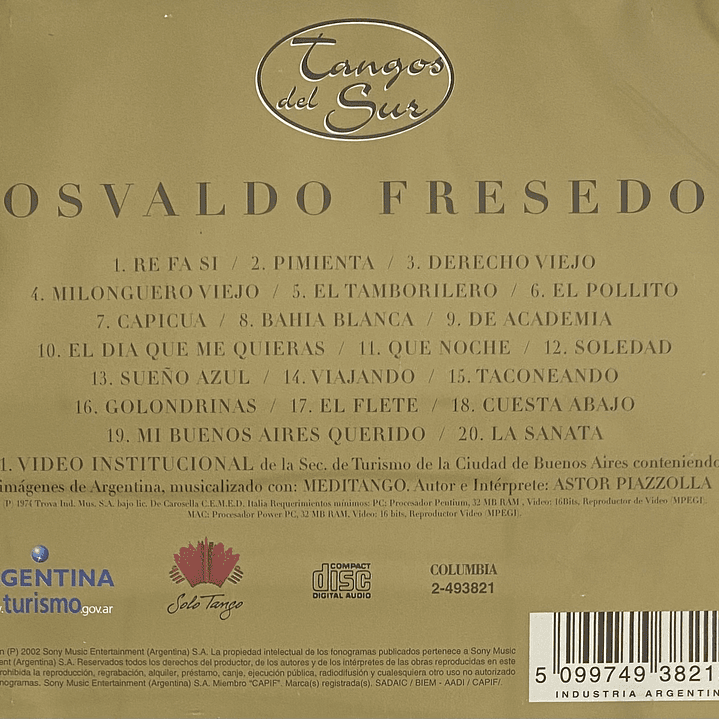 Tangos
del Sur
OSVALDO FRESEDO
1. RE FA SI / 2. PIMIENTA / 3. DERECHO VIEJO
4. MILONGUERO VIEJO / 5. EL TAMBORILERO / 6. EL POLLITO
7. CAPICUA / 8. BAHIA BLANCA / 9. DE ACADEMIA
10. EL DIA QUE ME QUIERAS / 11. QUE NOCHE / 12. SOLEDAD
13. SUEÑO AZUL / 14. VIAJANDO / 15. TACONEANDO
16. GOLONDRINAS / 17. EL FLETE / 18. CUESTA ABAJO
19. MI BUENOS AIRES QUERIDO / 20. LA SANATA
1. VIDEO INSTITUCIONAL de la Sec. de Turismo de la Ciudad de Buenos Aires conteniendo
imágenes de Argentina, musicalizado con: MEDITANGO. Autor e Intérprete: ASTOR PIAZZOLLA
(P) 1974 Trova Ind. Mus. S.A. bajo lic. De Carosella C.E.M.E.D. Italia Requerimientos mínimos: PC: Procesador Pentium, 32 MB RAM , Video: 16Bits, Reproductor de Video (MPEG1).
MAC: Procesador Power PC, 32 MB RAM, Video: 16 bits, Reproductor Video (MPEG1).
GENTINA
.turismo.gov.ar
Solo Tango
COMPACT
disc
DIGITAL AUDIO
COLUMBIA
2-493821
n (P) 2002 Sony Music Entertainment (Argentina) S.A. La propiedad intelectual de los fonogramas publicados pertenece a Sony Music
ent (Argentina) S.A. Reservados todos los derechos del productor, de los autores y de los intérpretes de las obras reproducidas en este
rohibida la reproducción, regrabación, alquiler, préstamo, canje, ejecución pública, radiodifusión y cualesquiera otro uso no autorizado
onogramas. Sony Music Entertainment (Argentina) S.A. Miembro "CAPIF". Marca(s) registrada(s). SADAIC / BIEM - AADI / CAPIF/.
5 099749 3821
INDUSTRIA ARGENTIN